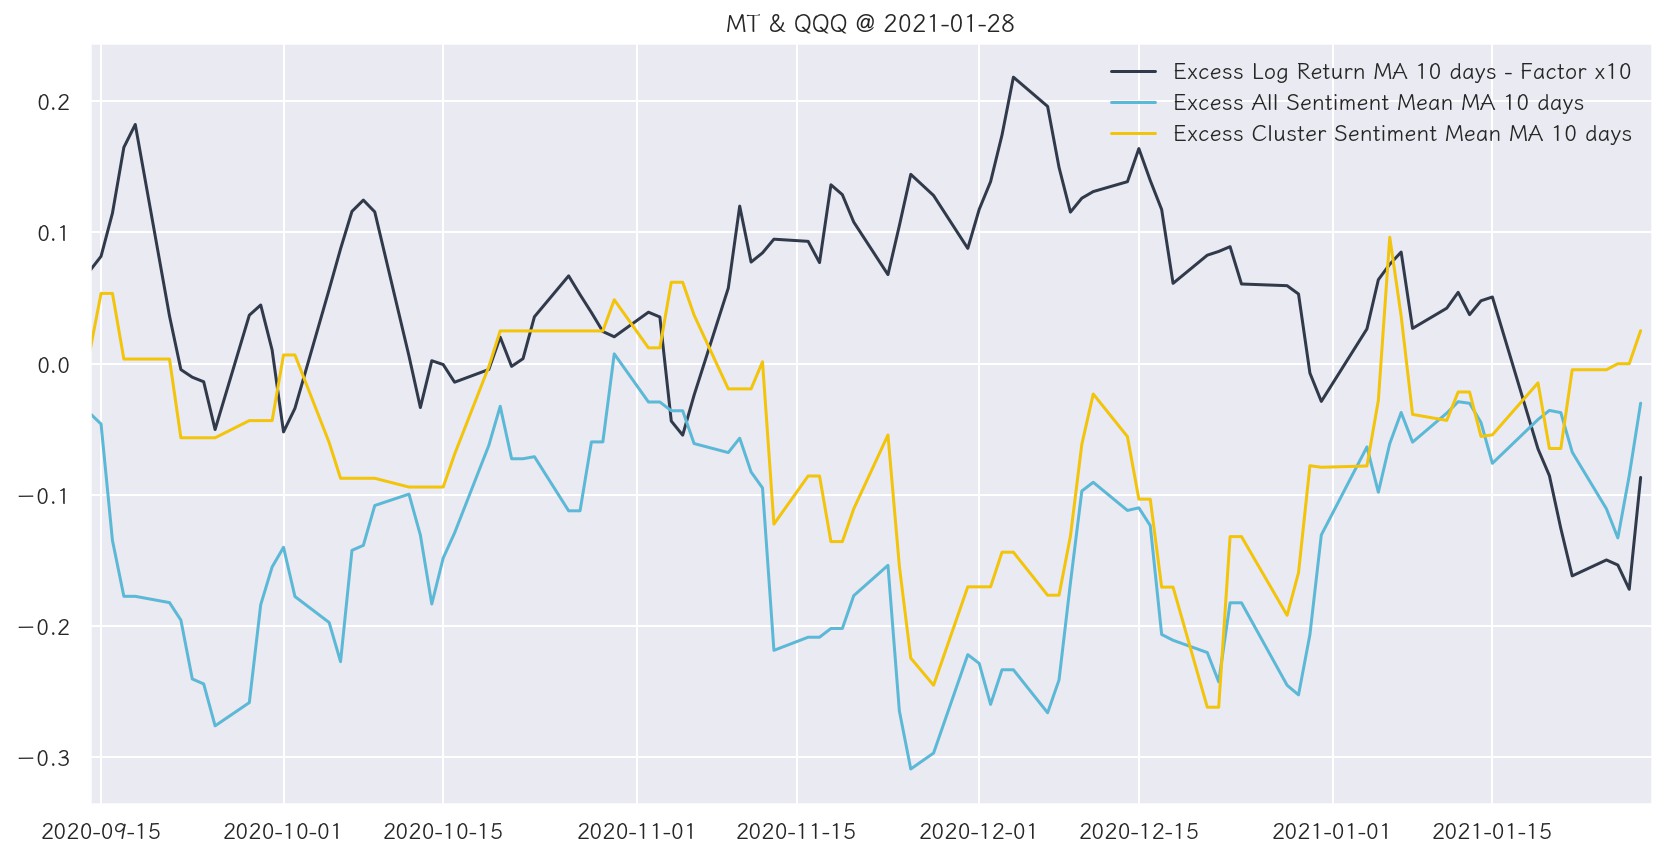 MT & QQQ @ 2021-01-28
Excess Log Return MA 10 days - Factor x10
Excess All Sentiment Mean MA 10 days
Excess Cluster Sentiment Mean MA 10 days
0.2
0.1
0.0
−0.1
−0.2
−0.3
2020-09-15 2020-10-01 2020-10-15 2020-11-01 2020-11-15 2020-12-01 2020-12-15 2021-01-01 2021-01-15